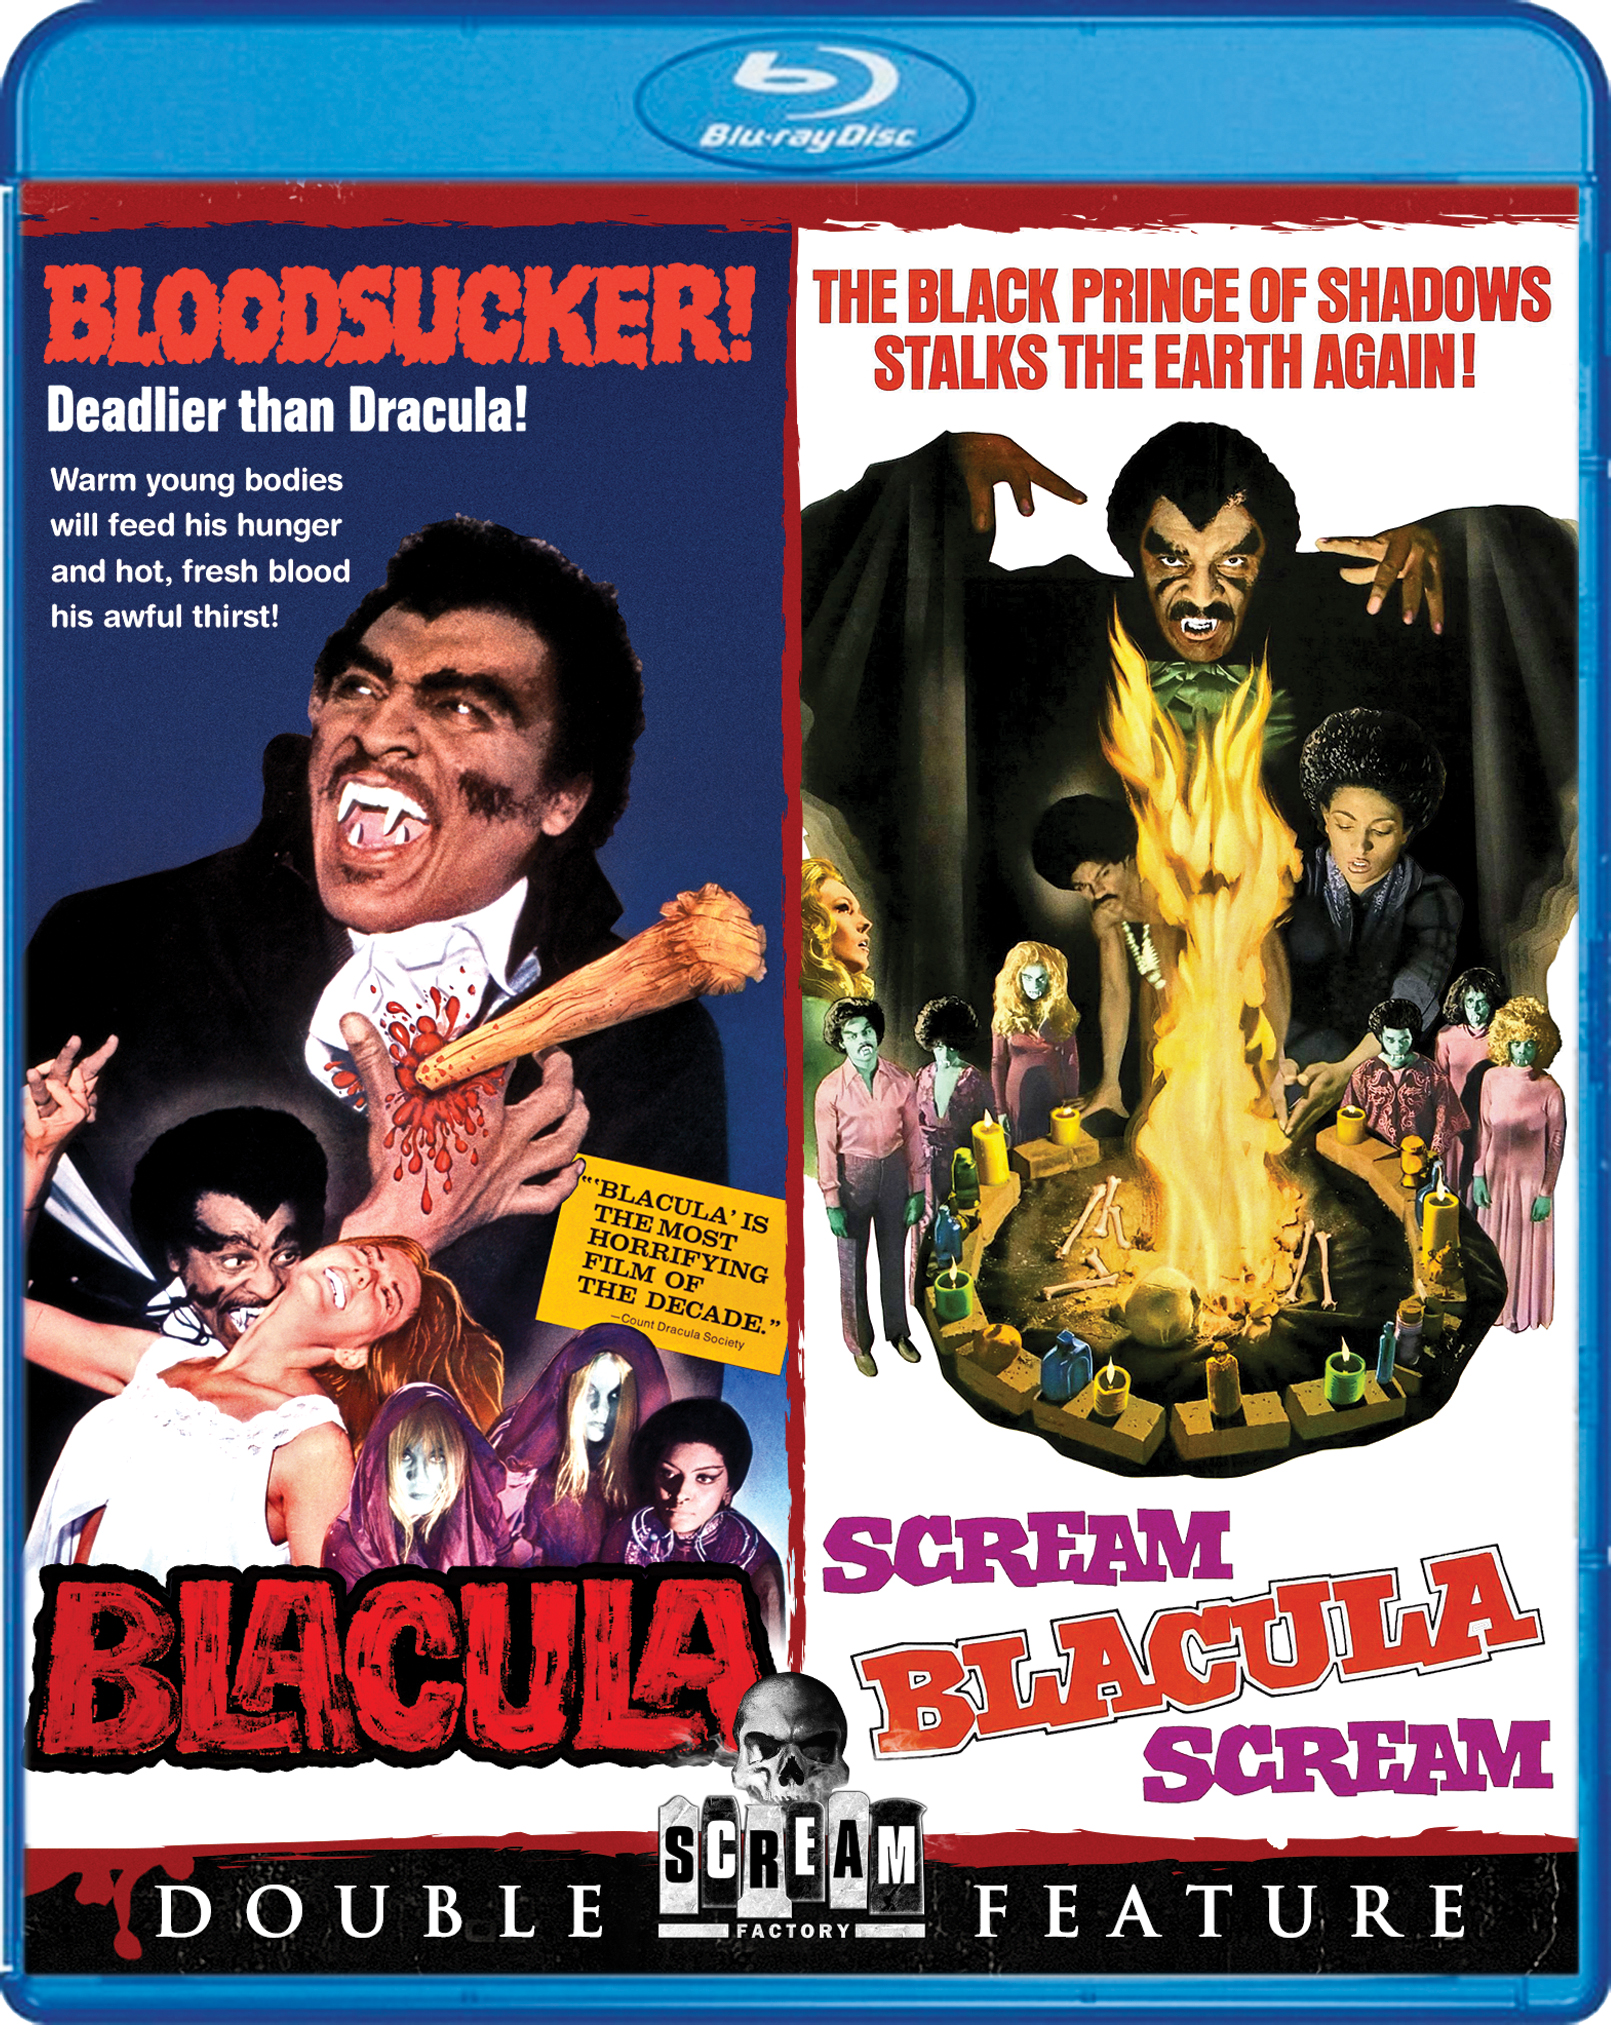 Blu-ray Disc
BLOODSUCKER!
Deadlier than Dracula!
Warm young bodies
will feed his hunger
and hot, fresh blood
his awful thirst!
"'BLACULA' IS
THE MOST
HORRIFYING
FILM OF
THE DECADE."
—Count Dracula Society
BLACULA
THE BLACK PRINCE OF SHADOWS
STALKS THE EARTH AGAIN!
SCREAM
BLACULA
SCREAM
DOUBLE
SCREAM
FACTORY
FEATURE